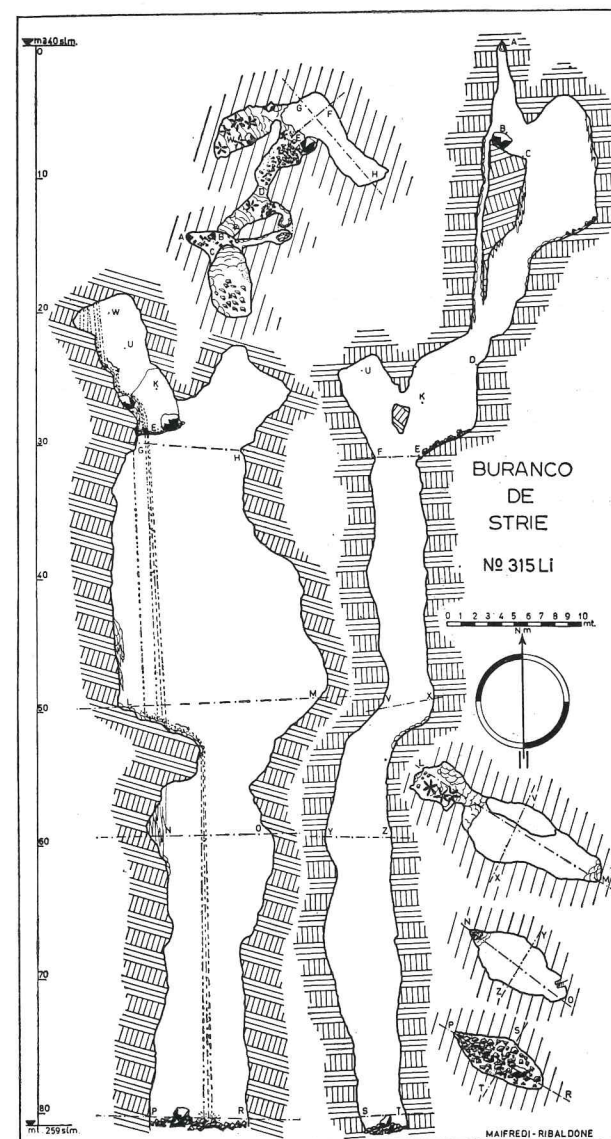 m340 slm.
0
10
20
30
40
50
60
70
80
mt. 259 slm.
A
B
C
D
E
F
G
H
A
B
C
D
W
U
K
E
G
H
U
K
F
E
L
M
V
X
N
O
Y
Z
P
R
S
T
BURANCO
DE
STRIE
Nº 315 Li
0 1 2 3 4 5 6 7 8 9 10 mt.
N m
L
V
X
M
N
Y
Z
O
P
S
T
R
MAIFREDI - RIBALDONE